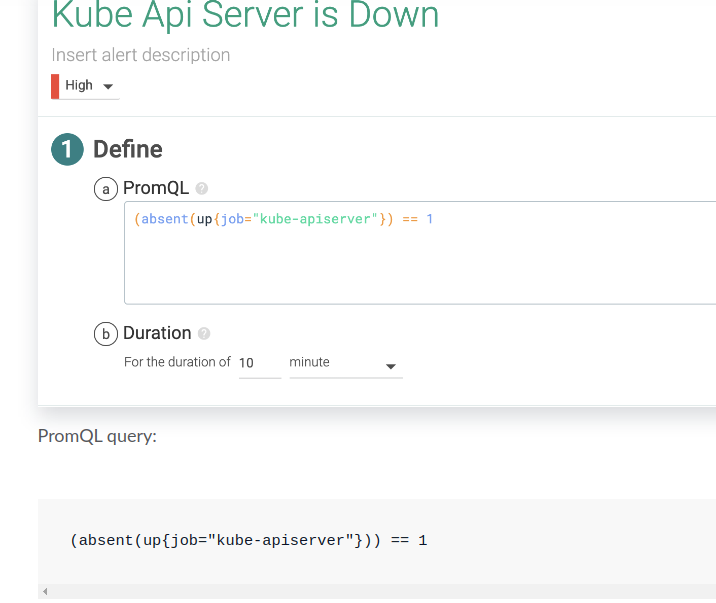 Kube Api Server is Down
Insert alert description
High
1 Define
a PromQL ?
(absent(up{job="kube-apiserver"}) == 1
b Duration ?
For the duration of 10 minute
PromQL query:
(absent(up{job="kube-apiserver"})) == 1